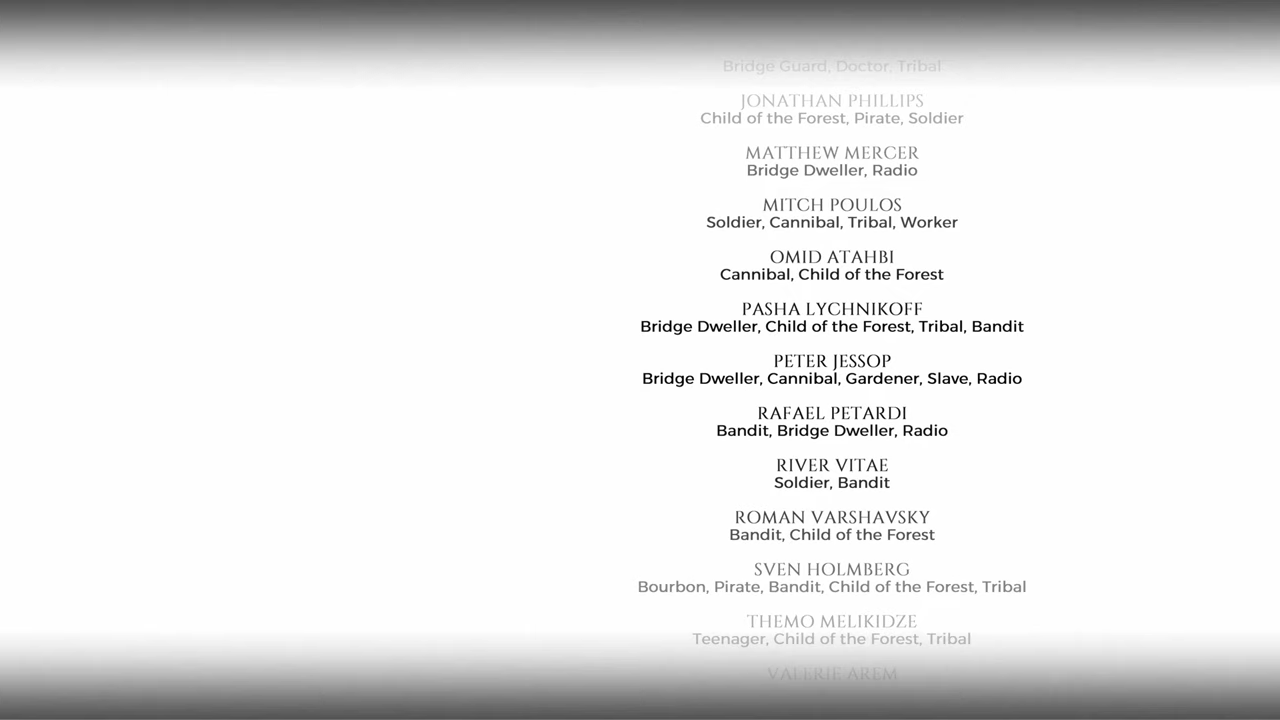 Bridge Guard, Doctor, Tribal
JONATHAN PHILLIPS
Child of the Forest, Pirate, Soldier
MATTHEW MERCER
Bridge Dweller, Radio
MITCH POULOS
Soldier, Cannibal, Tribal, Worker
OMID ATAHBI
Cannibal, Child of the Forest
PASHA LYCHNIKOFF
Bridge Dweller, Child of the Forest, Tribal, Bandit
PETER JESSOP
Bridge Dweller, Cannibal, Gardener, Slave, Radio
RAFAEL PETARDI
Bandit, Bridge Dweller, Radio
RIVER VITAE
Soldier, Bandit
ROMAN VARSHAVSKY
Bandit, Child of the Forest
SVEN HOLMBERG
Bourbon, Pirate, Bandit, Child of the Forest, Tribal
THEMO MELIKIDZE
Teenager, Child of the Forest, Tribal
VALERIE AREM